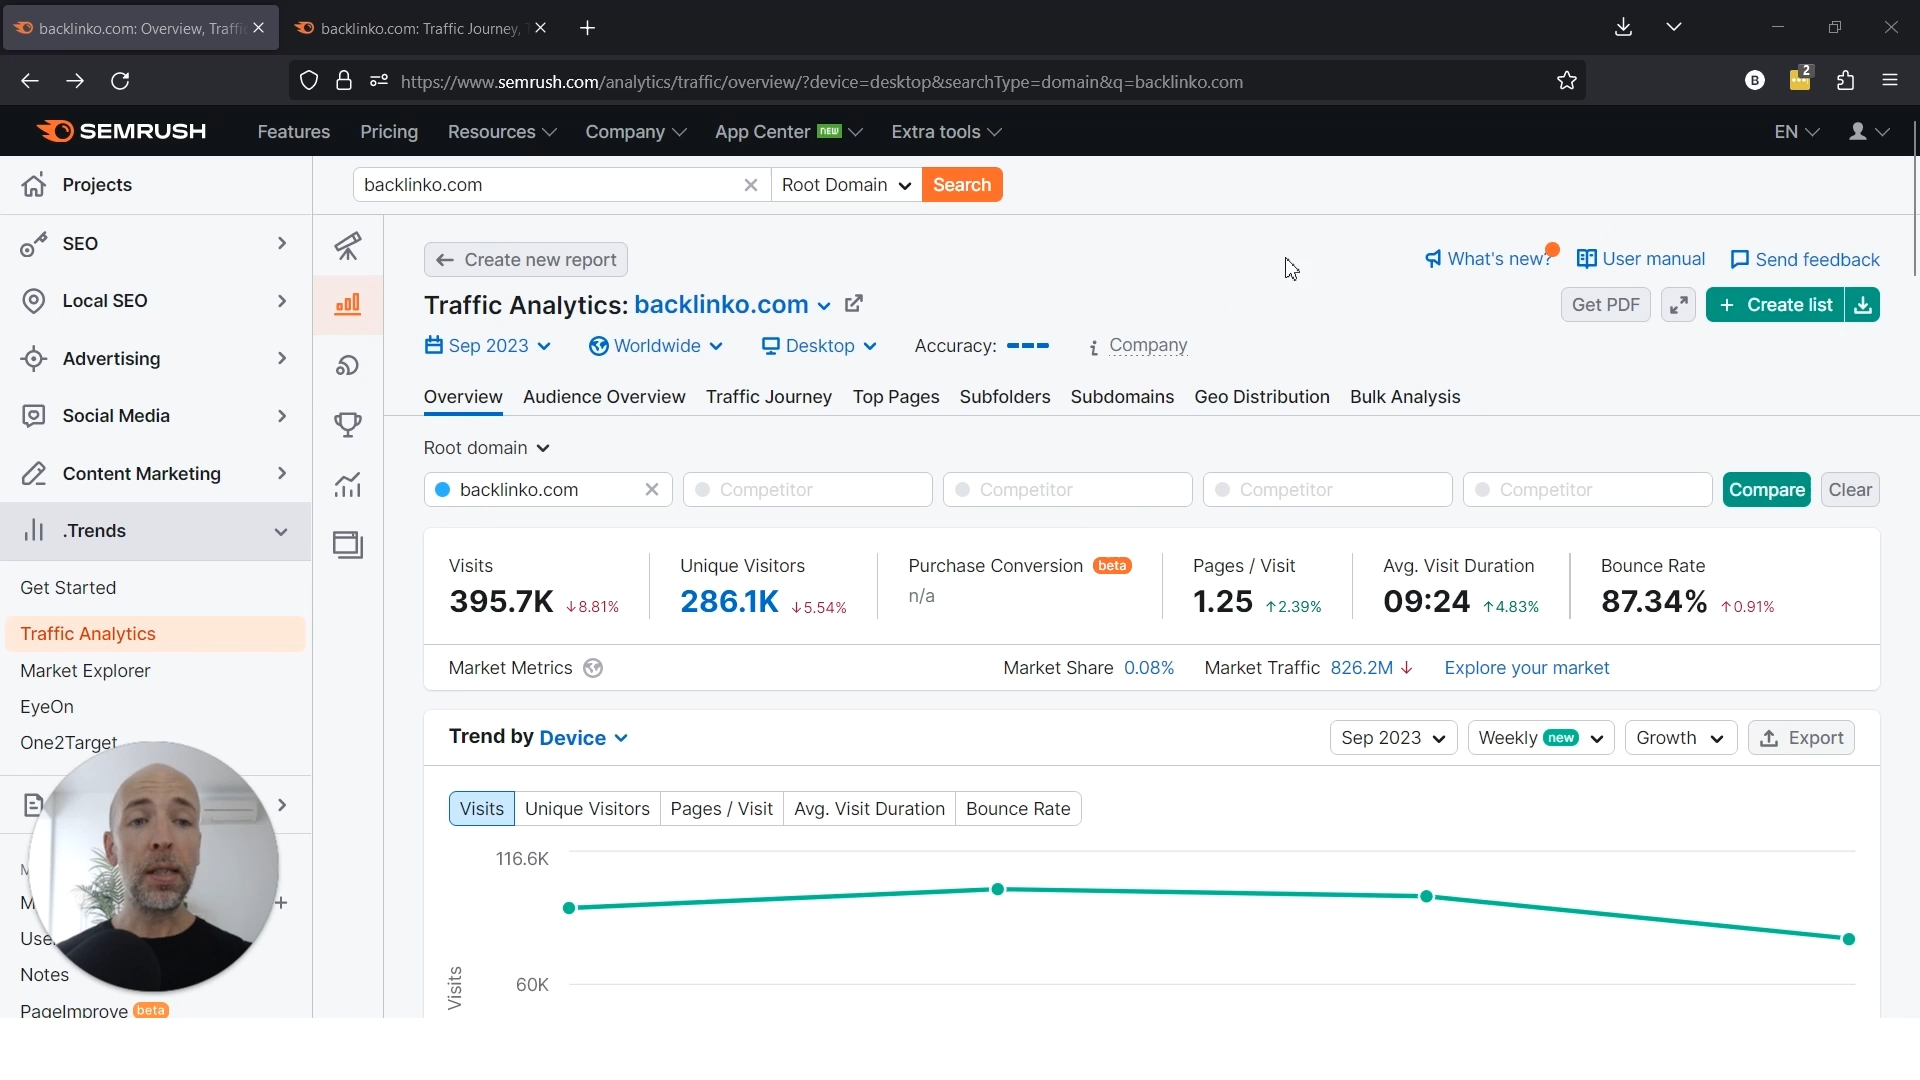 backlinko.com: Overview, Traffic
backlinko.com: Traffic Journey,
https://www.semrush.com/analytics/traffic/overview/?device=desktop&searchType=domain&q=backlinko.com
B
2
SEMRUSH
Features
Pricing
Resources
Company
App Center NEW
Extra tools
EN
Projects
backlinko.com
Root Domain
Search
SEO
Local SEO
Advertising
Social Media
Content Marketing
.Trends
Get Started
Traffic Analytics
Market Explorer
EyeOn
One2Target
Notes
PageImprove beta
Create new report
What's new?
User manual
Send feedback
Traffic Analytics: backlinko.com
Get PDF
+ Create list
Sep 2023
Worldwide
Desktop
Accuracy:
i Company
Overview
Audience Overview
Traffic Journey
Top Pages
Subfolders
Subdomains
Geo Distribution
Bulk Analysis
Root domain
backlinko.com
Competitor
Competitor
Competitor
Competitor
Compare
Clear
Visits
395.7K ↓8.81%
Unique Visitors
286.1K ↓5.54%
Purchase Conversion beta
n/a
Pages / Visit
1.25 ↑2.39%
Avg. Visit Duration
09:24 ↑4.83%
Bounce Rate
87.34% ↑0.91%
Market Metrics
Market Share 0.08%
Market Traffic 826.2M ↓
Explore your market
Trend by Device
Sep 2023
Weekly new
Growth
Export
Visits
Unique Visitors
Pages / Visit
Avg. Visit Duration
Bounce Rate
116.6K
60K
Visits